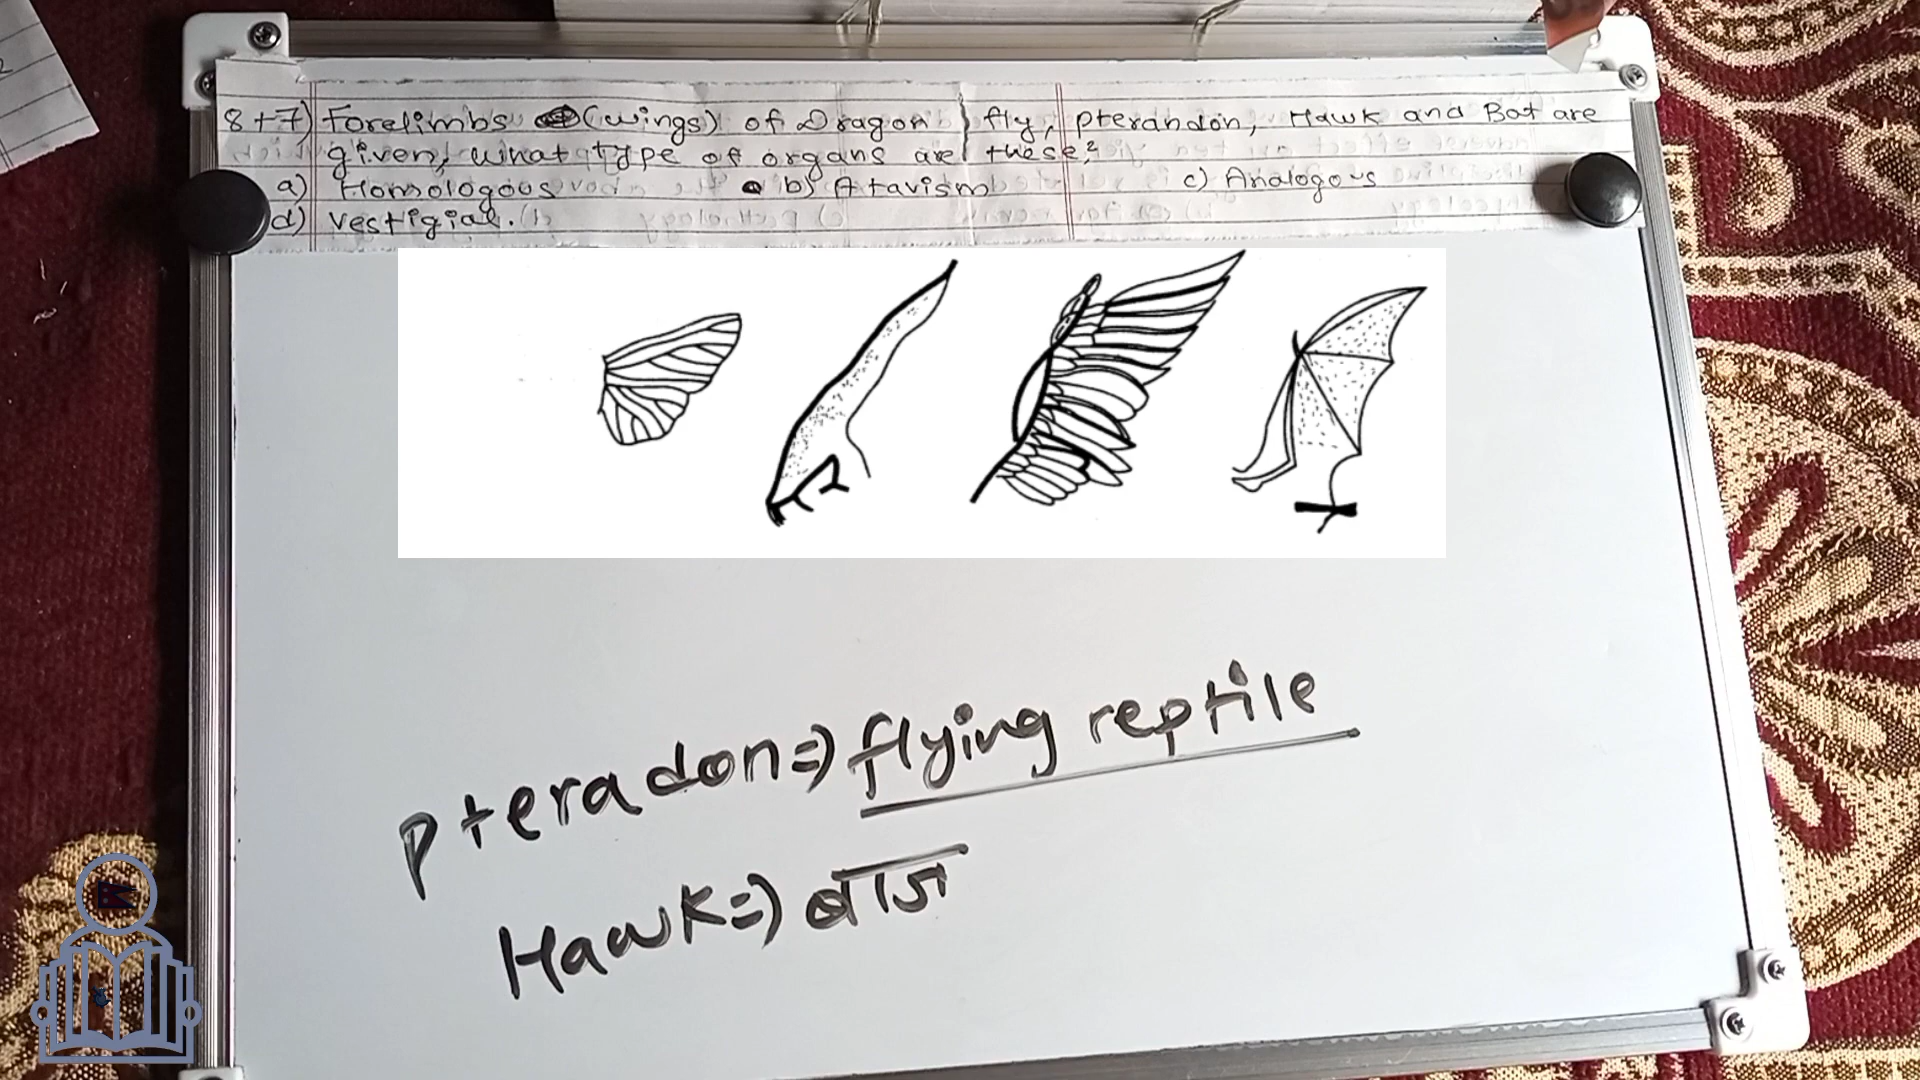 8+7) Forelimbs (wings) of Dragon fly, pterandon, Hawk and Bat are
given, what type of organs are these?
a) Homologous b) Atavism c) Analogous
d) vestigial.
pteradon => flying reptile
Hawk => बाज